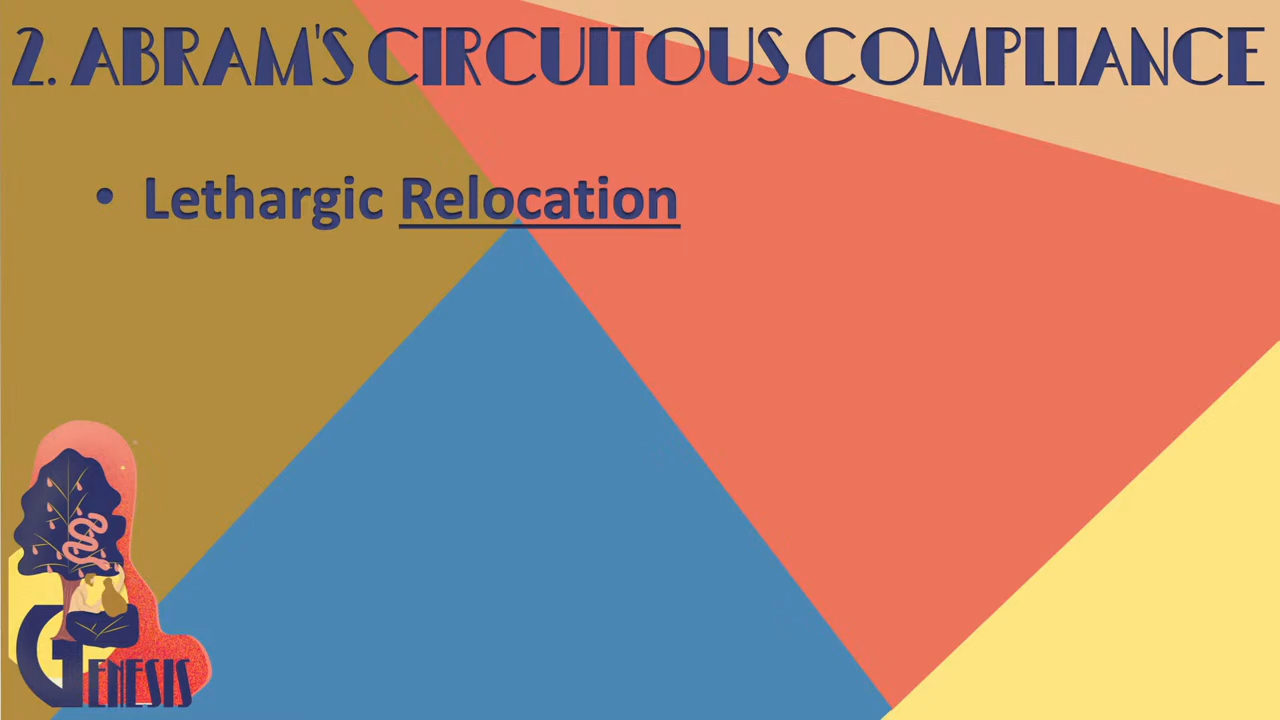 2. ABRAM'S CIRCUITOUS COMPLIANCE
• Lethargic Relocation
GENESIS